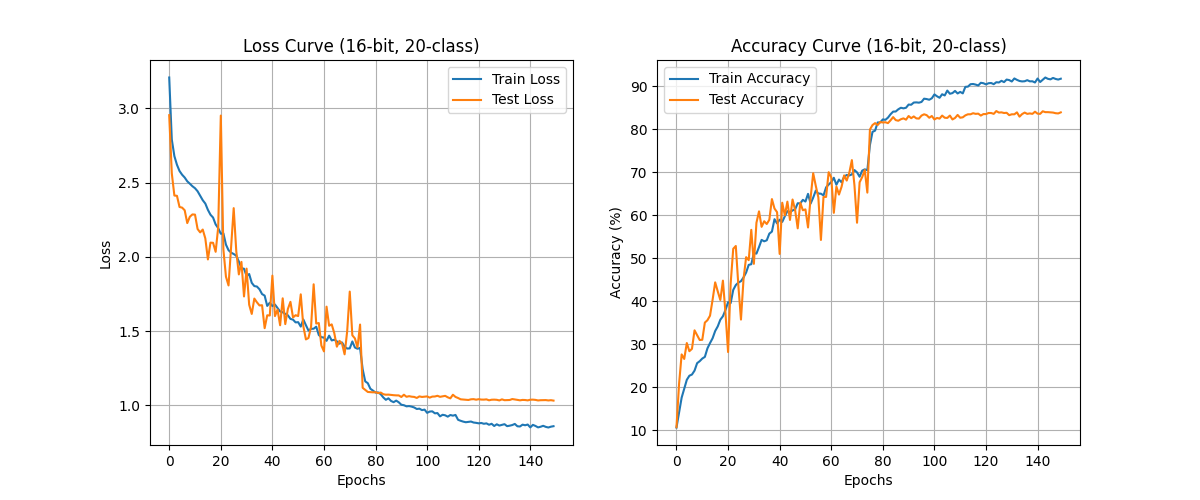 Loss Curve (16-bit, 20-class)
Train Loss
Test Loss
3.0
2.5
2.0
1.5
1.0
Loss
0 20 40 60 80 100 120 140
Epochs
Accuracy Curve (16-bit, 20-class)
Train Accuracy
Test Accuracy
90
80
70
60
50
40
30
20
10
Accuracy (%)
0 20 40 60 80 100 120 140
Epochs